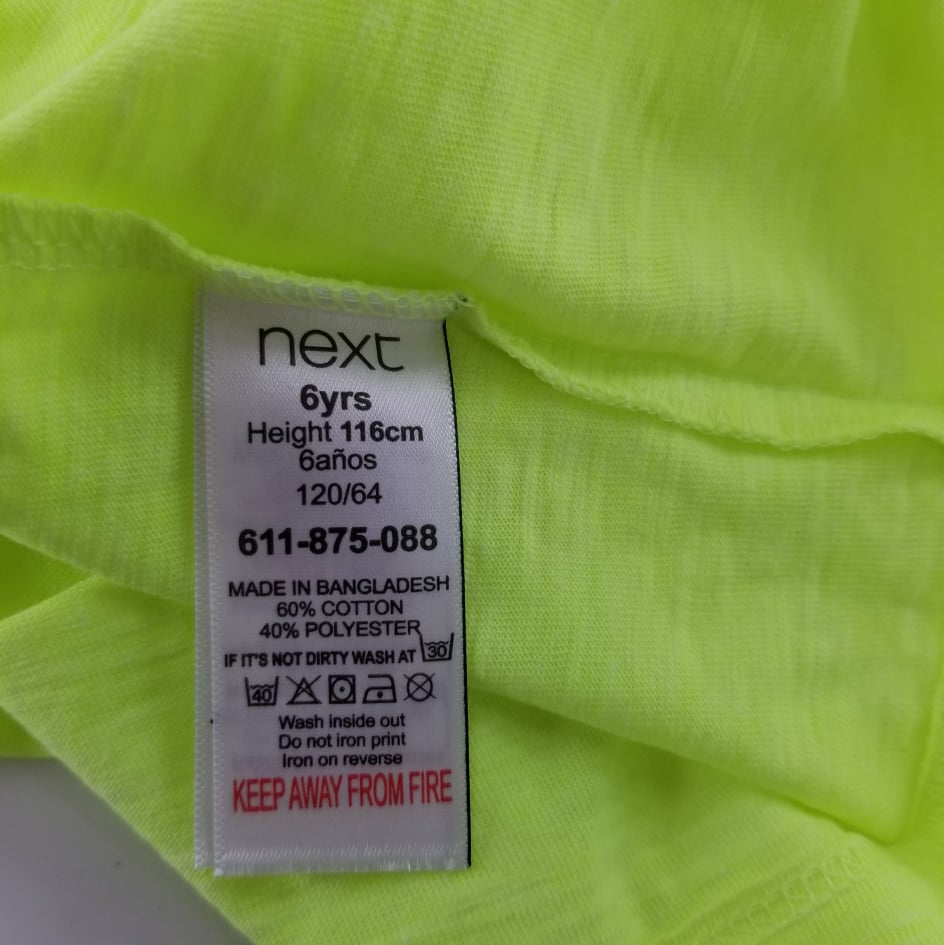 next
6yrs
Height 116cm
6años
120/64
611-875-088
MADE IN BANGLADESH
60% COTTON
40% POLYESTER
IF IT'S NOT DIRTY WASH AT 30
40
Wash inside out
Do not iron print
Iron on reverse
KEEP AWAY FROM FIRE